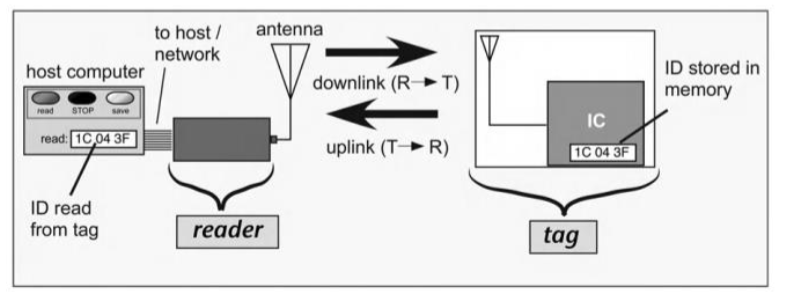 to host /
network
antenna
host computer
read STOP save
read: 1C 04 3F
ID read
from tag
reader
downlink (R→ T)
uplink (T→ R)
IC
1C 04 3F
ID stored in
memory
tag